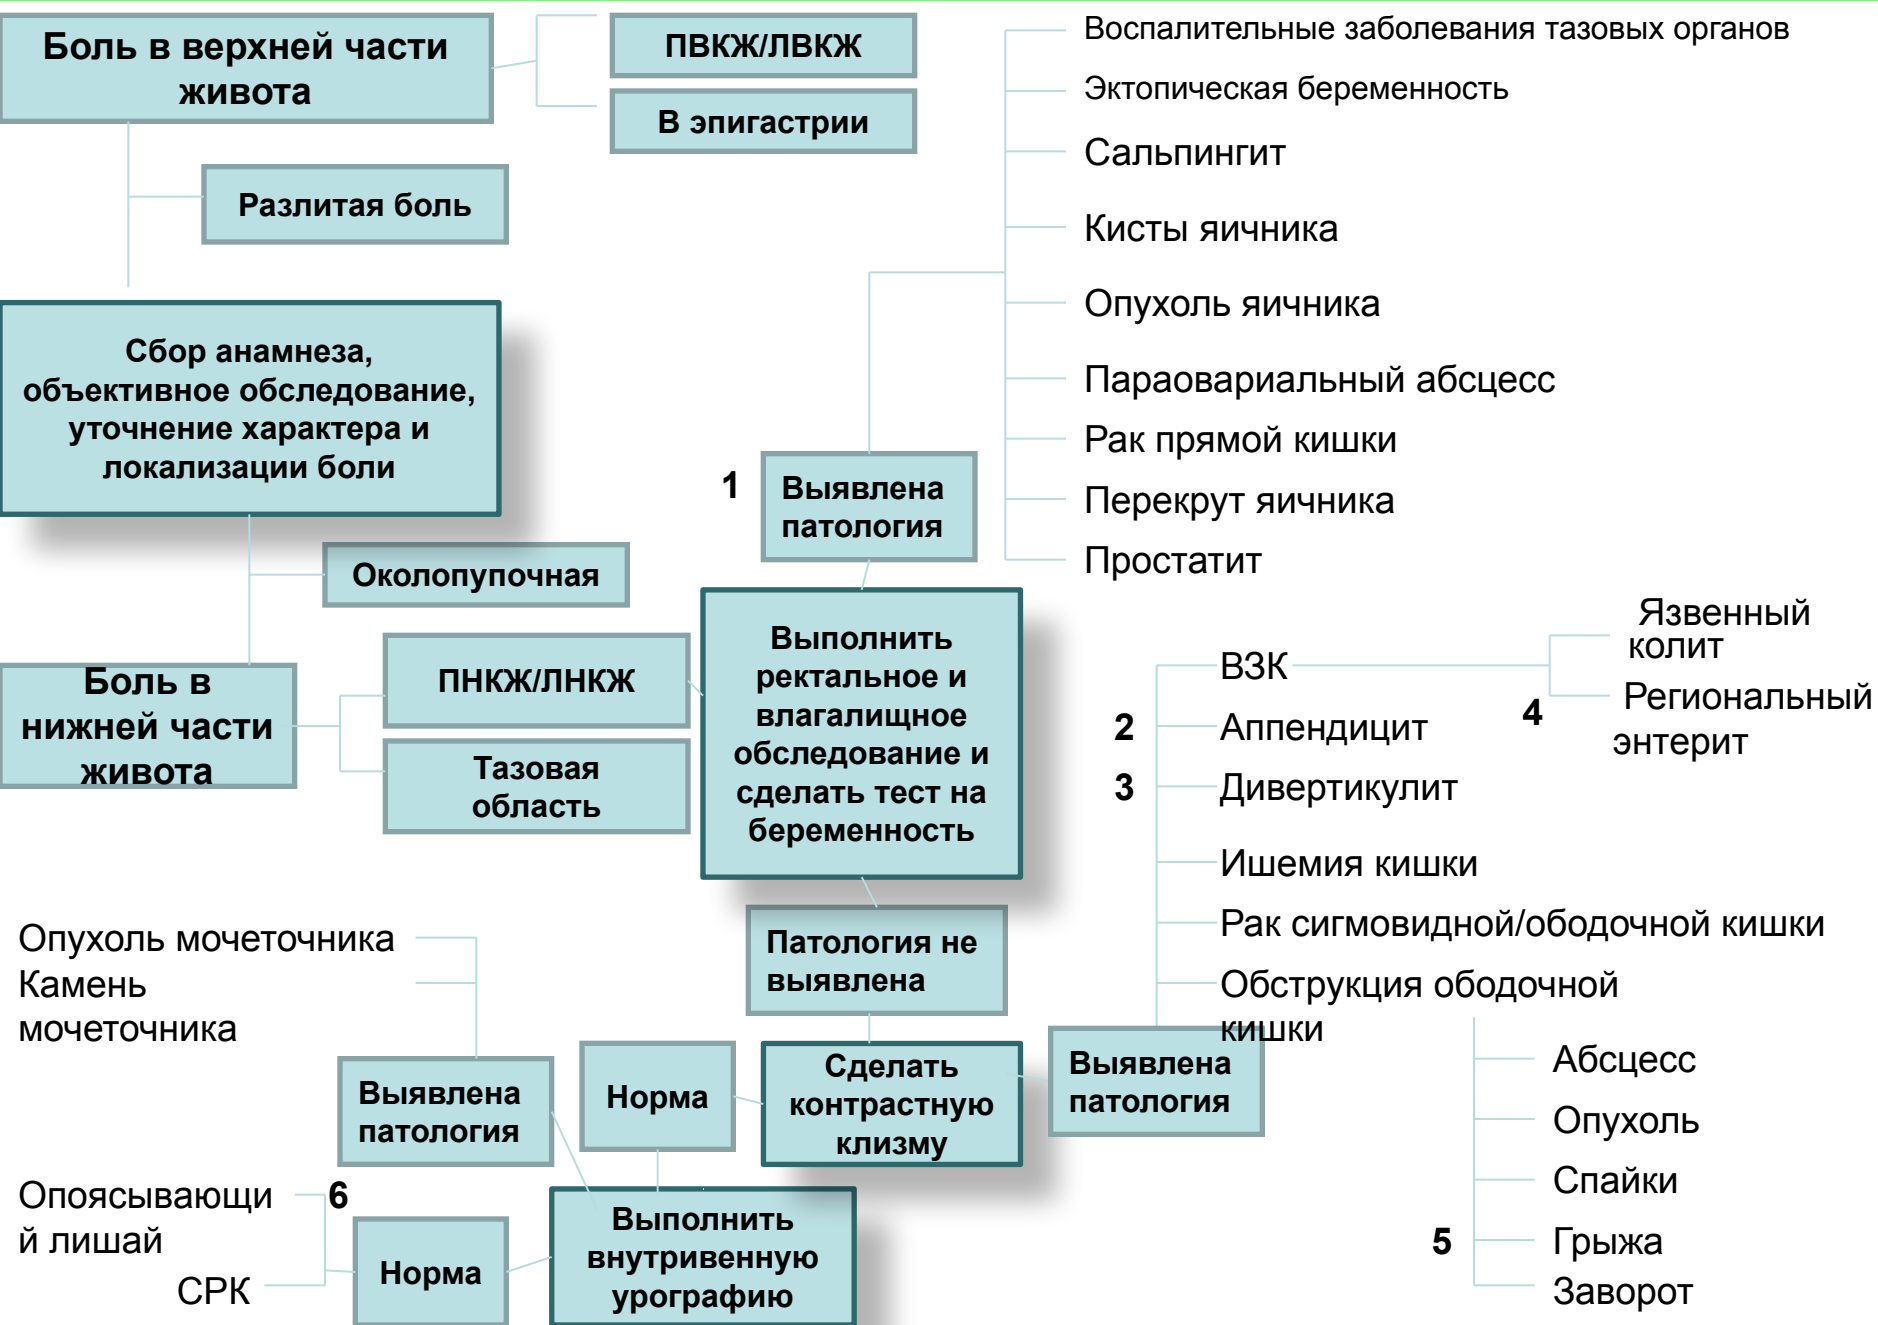 Боль в верхней части
живота
ПВКЖ/ЛВКЖ
В эпигастрии
Разлитая боль
Сбор анамнеза,
объективное обследование,
уточнение характера и
локализации боли
Околопупочная
Боль в
нижней части
живота
ПНКЖ/ЛНКЖ
Тазовая
область
Выполнить
ректальное и
влагалищное
обследование и
сделать тест на
беременность
1
Выявлена
патология
Воспалительные заболевания тазовых органов
Эктопическая беременность
Сальпингит
Кисты яичника
Опухоль яичника
Параовариальный абсцесс
Рак прямой кишки
Перекрут яичника
Простатит
Патология не
выявлена
Сделать
контрастную
клизму
Выявлена
патология
ВЗК
Язвенный
колит
4
Региональный
энтерит
2
Аппендицит
3
Дивертикулит
Ишемия кишки
Рак сигмовидной/ободочной кишки
Обструкция ободочной
кишки
Абсцесс
Опухоль
Спайки
5
Грыжа
Заворот
Норма
Выполнить
внутривенную
урографию
Выявлена
патология
Опухоль мочеточника
Камень
мочеточника
Норма
6
Опоясывающи
й лишай
СРК